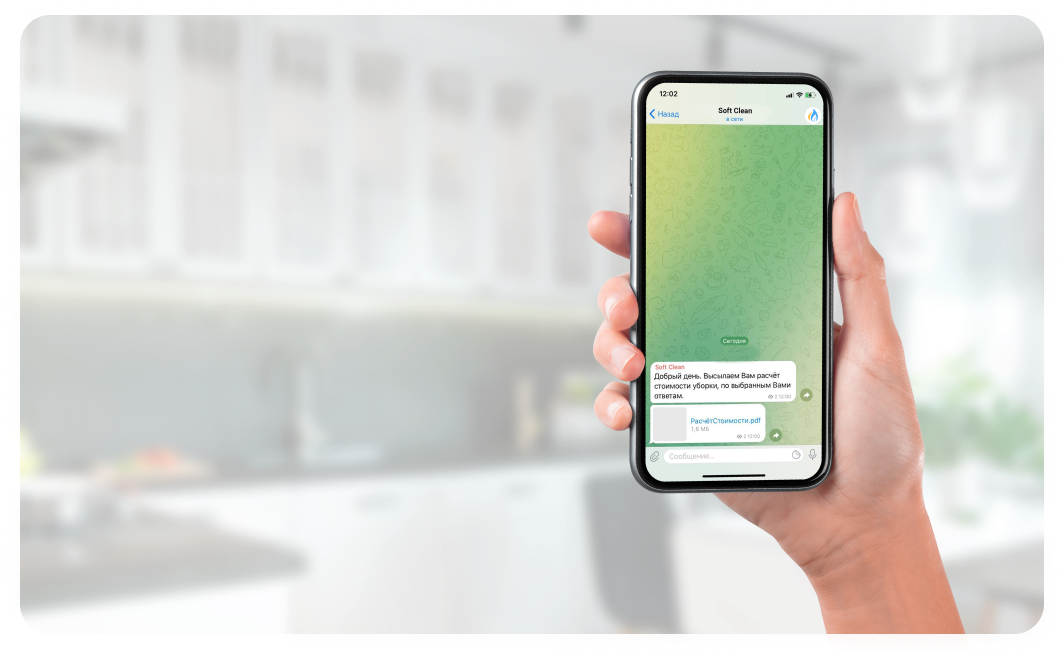 12:02
Назад
Soft Clean
в сети
Сегодня
Soft Clean
Добрый день. Высылаем Вам расчёт
стоимости уборки, по выбранным Вами
ответам.
2 12:00
РасчётСтоимости.pdf
1,6 МБ
2 12:00
Сообщение...